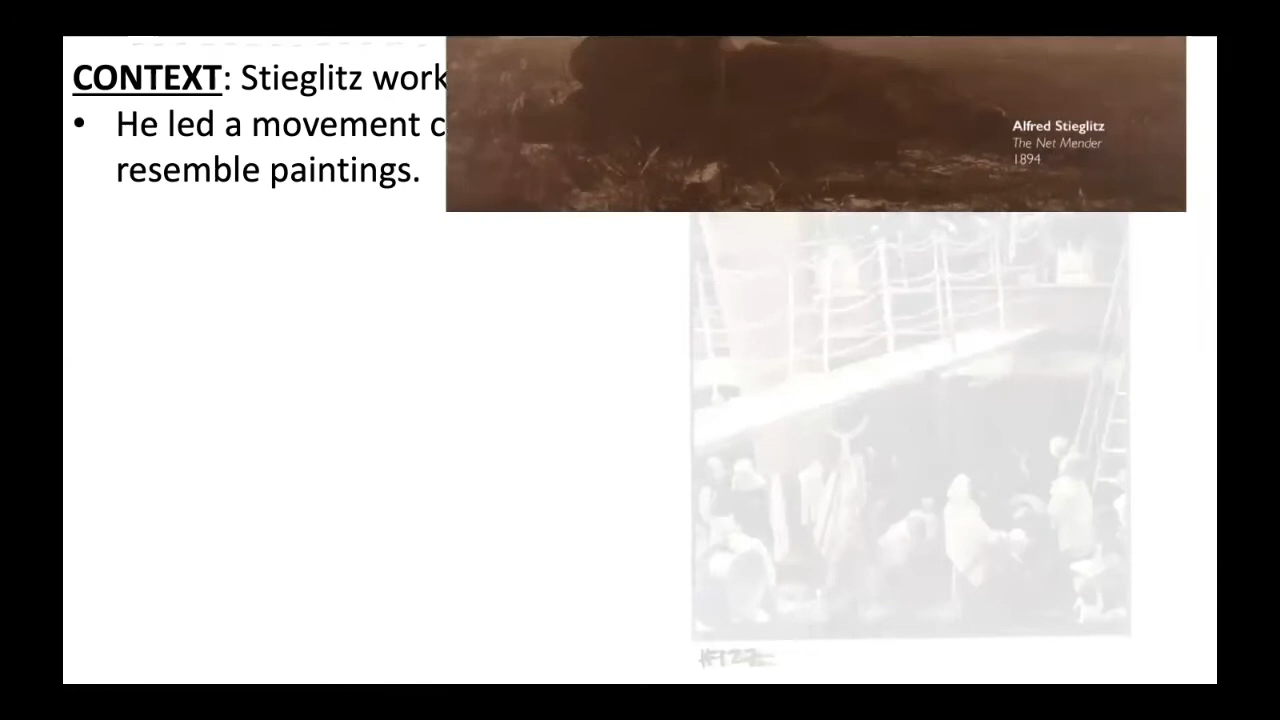 CONTEXT: Stieglitz work
• He led a movement c
resemble paintings.
Alfred Stieglitz
The Net Mender
1894